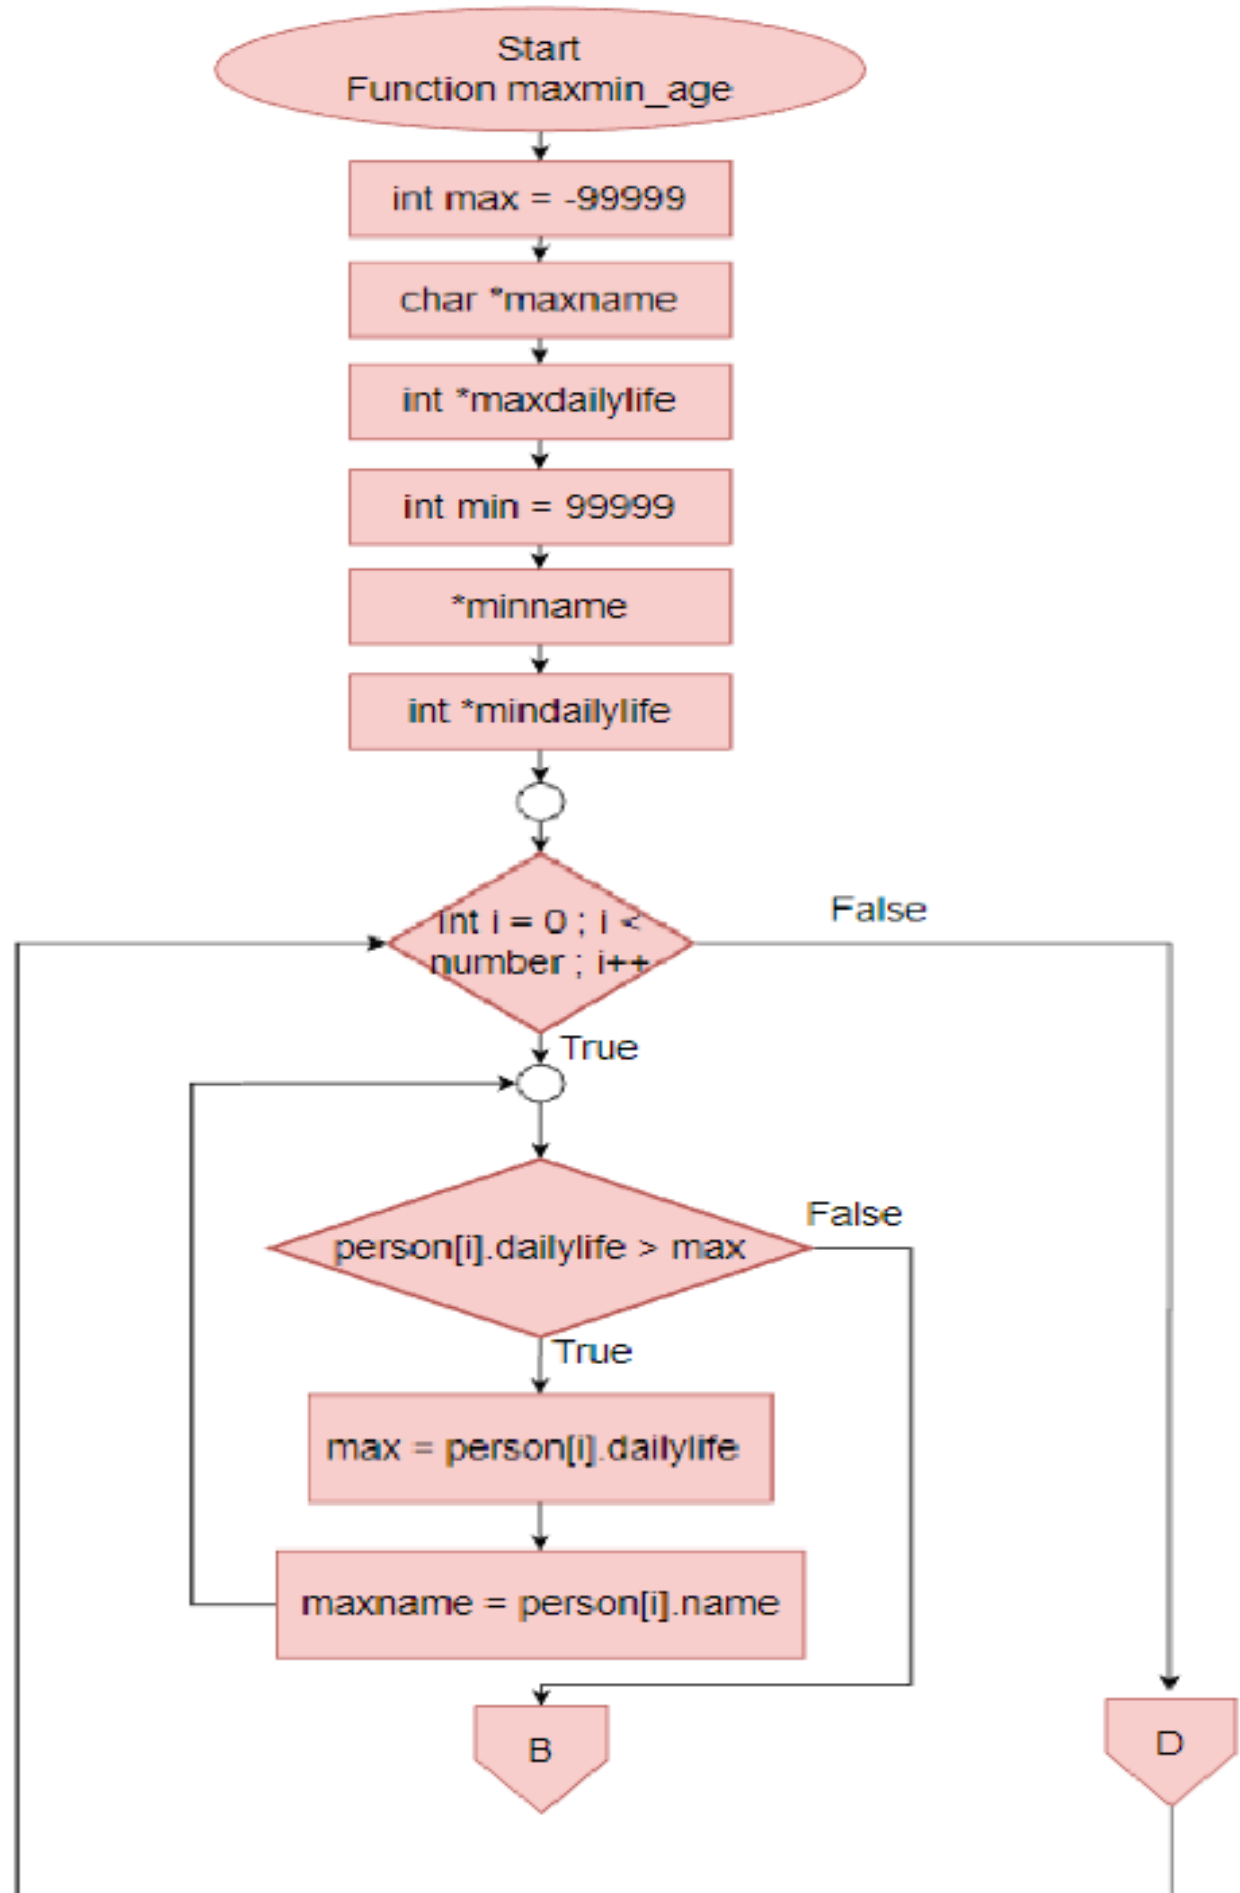 Start
Function maxmin_age
int max = -99999
char *maxname
int *maxdailylife
int min = 99999
*minname
int *mindailylife
int i = 0 ; i <
number ; i++
False
True
person[i].dailylife > max
False
True
max = person[i].dailylife
maxname = person[i].name
B
D